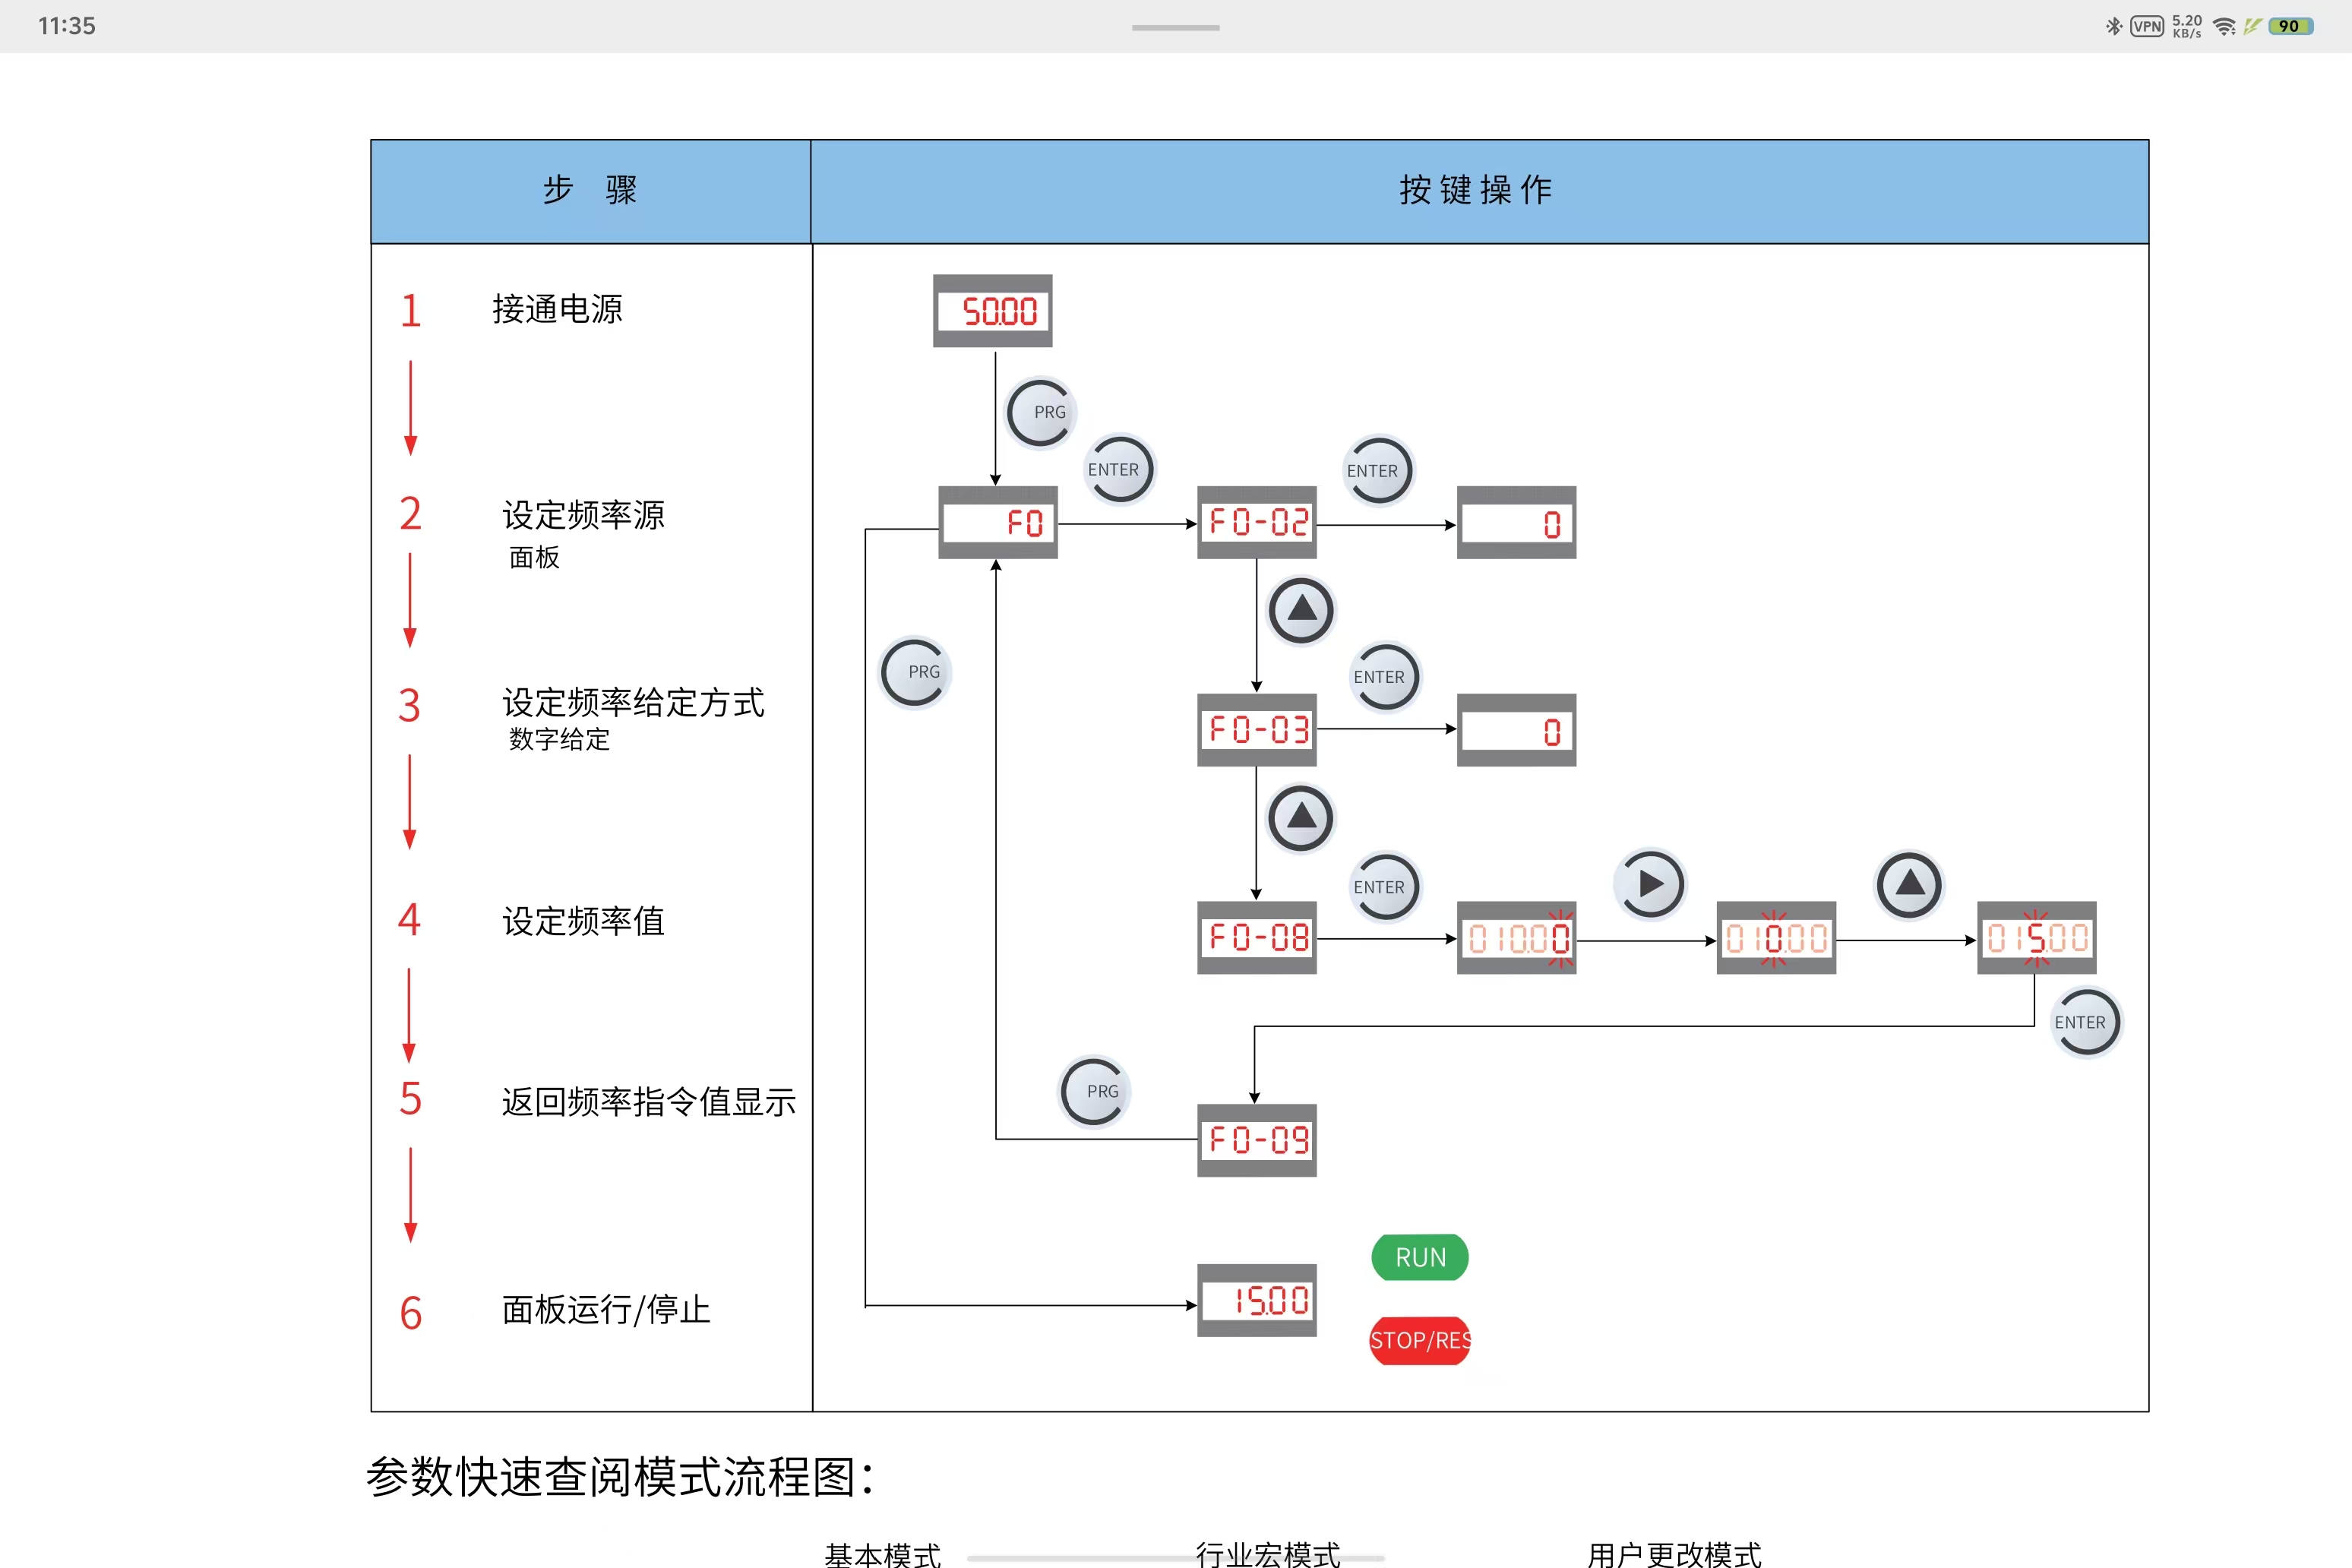 11:35
VPN
5.20
KB/s
90
步 骤
按键操作
1
接通电源
50.00
PRG
ENTER
ENTER
2
设定频率源
面板
F0
F0-02
0
PRG
ENTER
3
设定频率给定方式
数字给定
F0-03
0
ENTER
4
设定频率值
F0-08
010.00
010.00
015.00
ENTER
5
返回频率指令值显示
PRG
F0-09
6
面板运行/停止
15.00
RUN
STOP/RES
参数快速查阅模式流程图：
基本模式
行业宏模式
用户更改模式